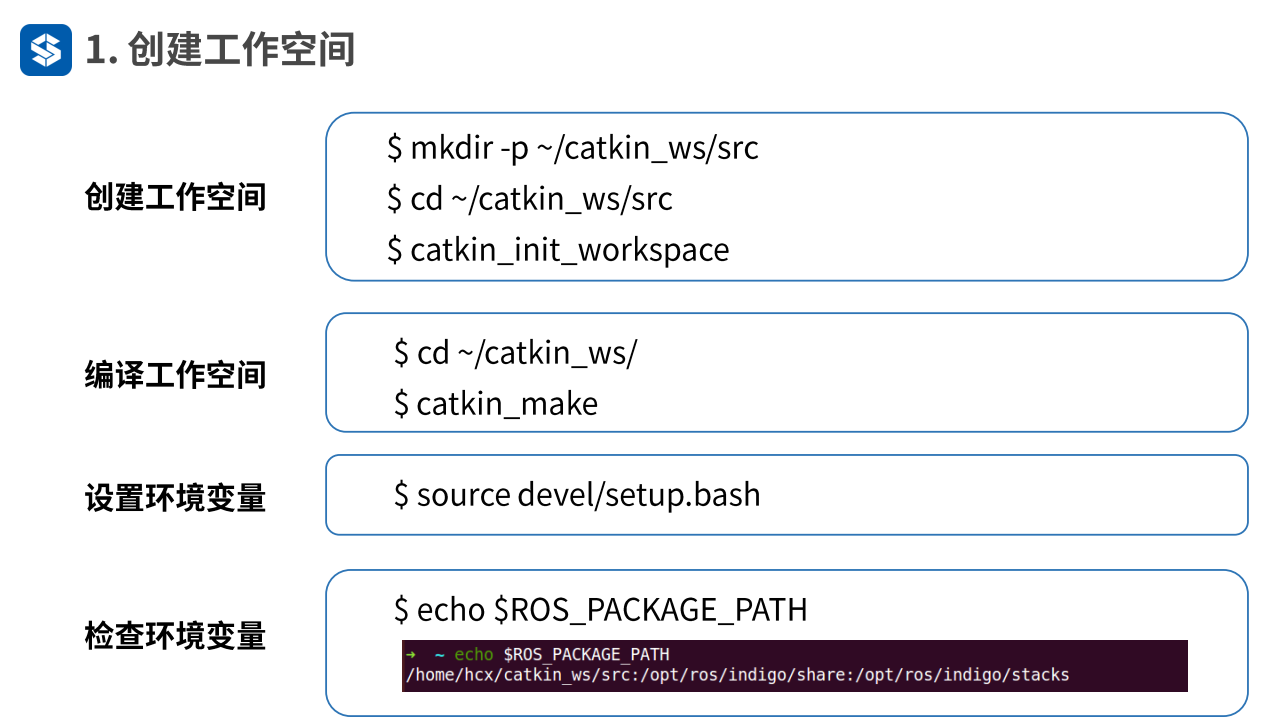 1. 创建工作空间
创建工作空间
$ mkdir -p ~/catkin_ws/src
$ cd ~/catkin_ws/src
$ catkin_init_workspace
编译工作空间
$ cd ~/catkin_ws/
$ catkin_make
设置环境变量
$ source devel/setup.bash
检查环境变量
$ echo $ROS_PACKAGE_PATH
➜ ~ echo $ROS_PACKAGE_PATH
/home/hcx/catkin_ws/src:/opt/ros/indigo/share:/opt/ros/indigo/stacks